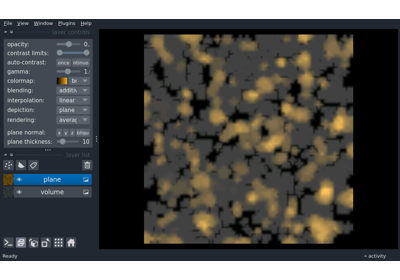 File View Window Plugins Help
layer controls
opacity: 0.
contrast limits:
auto-contrast: once
gamma: 1.
colormap:
blending: additi
interpolation: linear
depiction: plane
rendering: averag
plane normal: x y z
plane thickness: 10
layer list
plane
volume
Ready
activity